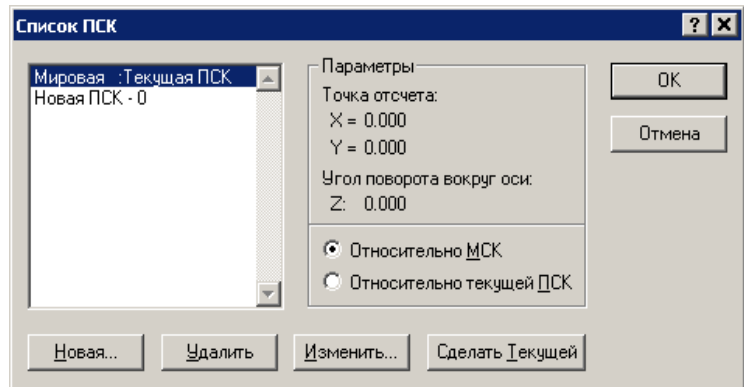 Список ПСК
Мировая :Текущая ПСК
Новая ПСК - 0
Параметры
Точка отсчета:
X = 0.000
Y = 0.000
Угол поворота вокруг оси:
Z: 0.000
Относительно МСК
Относительно текущей ПСК
OK
Отмена
Новая...
Удалить
Изменить...
Сделать Текущей